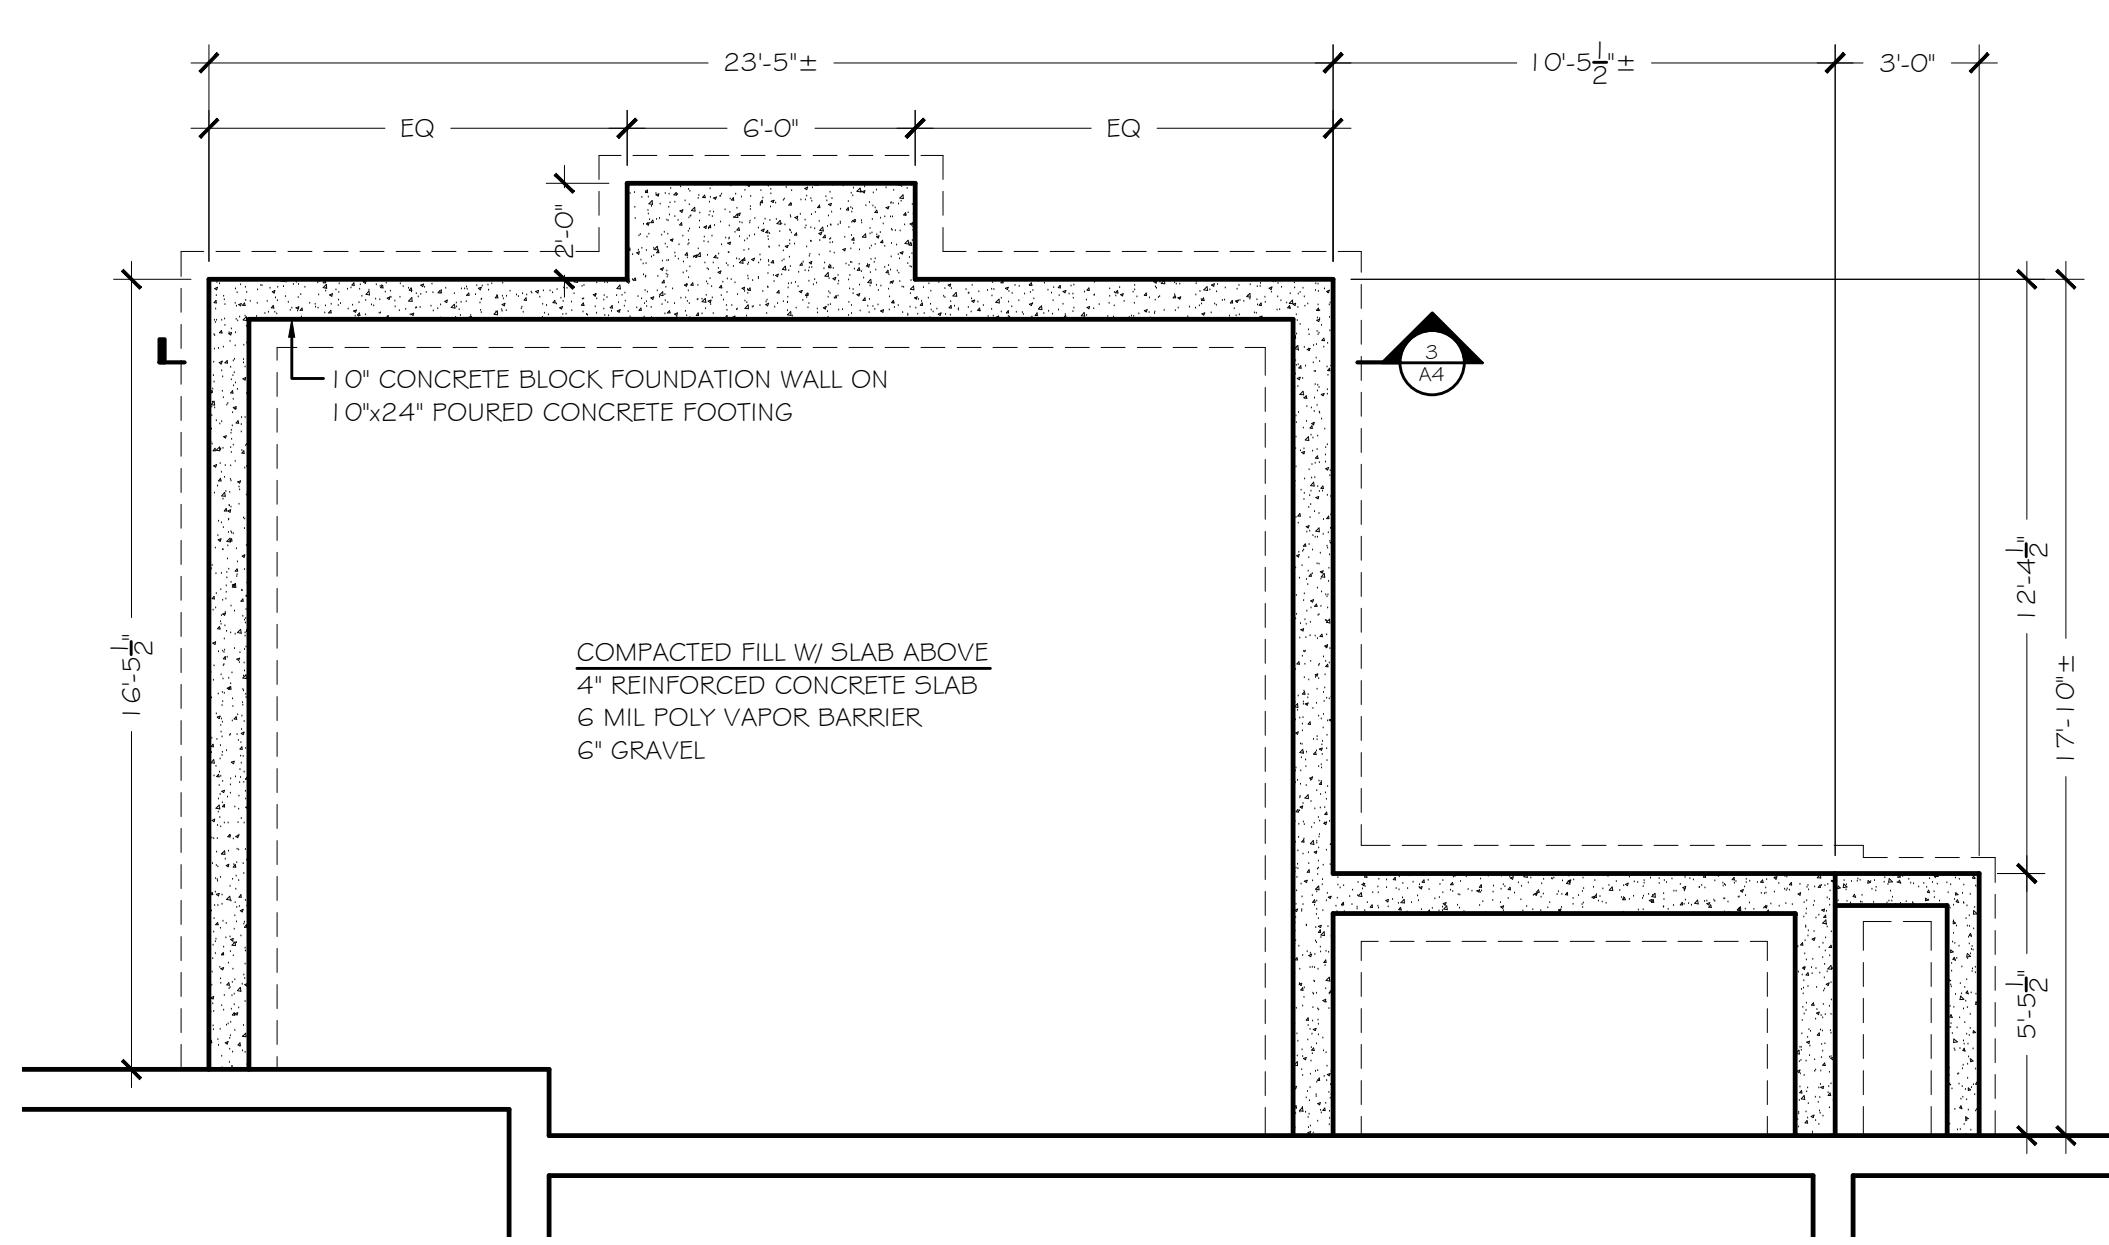 23'-5"±
10'-5½"±
3'-0"
EQ
6'-0"
EQ
2'-0"
3
A4
10" CONCRETE BLOCK FOUNDATION WALL ON
10"x24" POURED CONCRETE FOOTING
12'-4½"
16'-5½"
COMPACTED FILL W/ SLAB ABOVE
4" REINFORCED CONCRETE SLAB
6 MIL POLY VAPOR BARRIER
6" GRAVEL
17'-10"±
5'-5½"